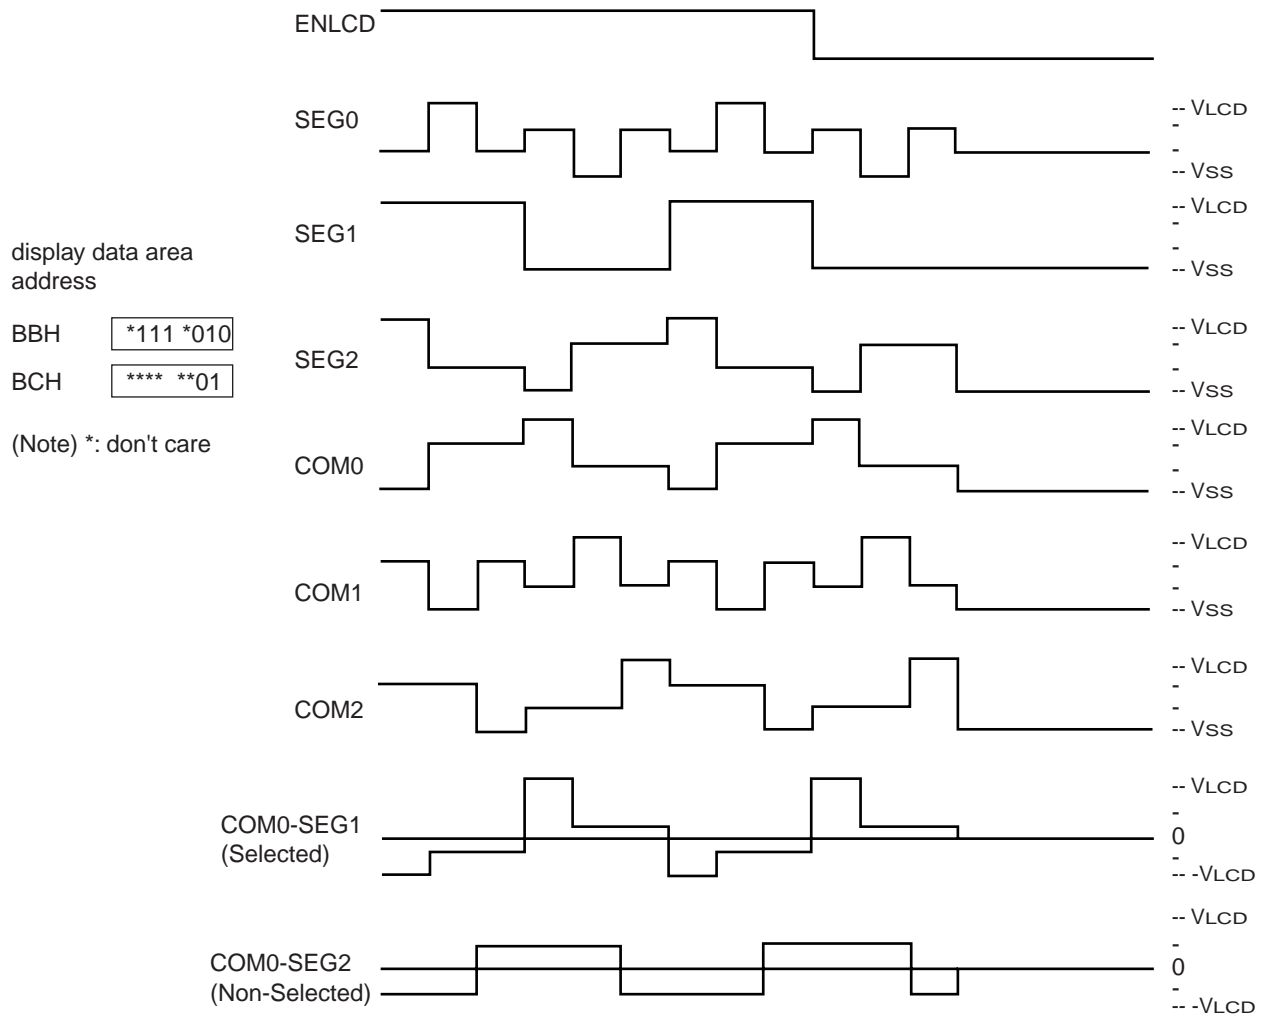 ENLCD
SEG0
-- VLCD
-
-
-- VSS
SEG1
-- VLCD
-
-
-- VSS
display data area
address
BBH *111 *010
BCH **** **01
(Note) *: don't care
SEG2
-- VLCD
-
-
-- VSS
COM0
-- VLCD
-
-
-- VSS
COM1
-- VLCD
-
-
-- VSS
COM2
-- VLCD
-
-
-- VSS
COM0-SEG1
(Selected)
-- VLCD
-
0
-
-- -VLCD
COM0-SEG2
(Non-Selected)
-- VLCD
-
0
-
-- -VLCD